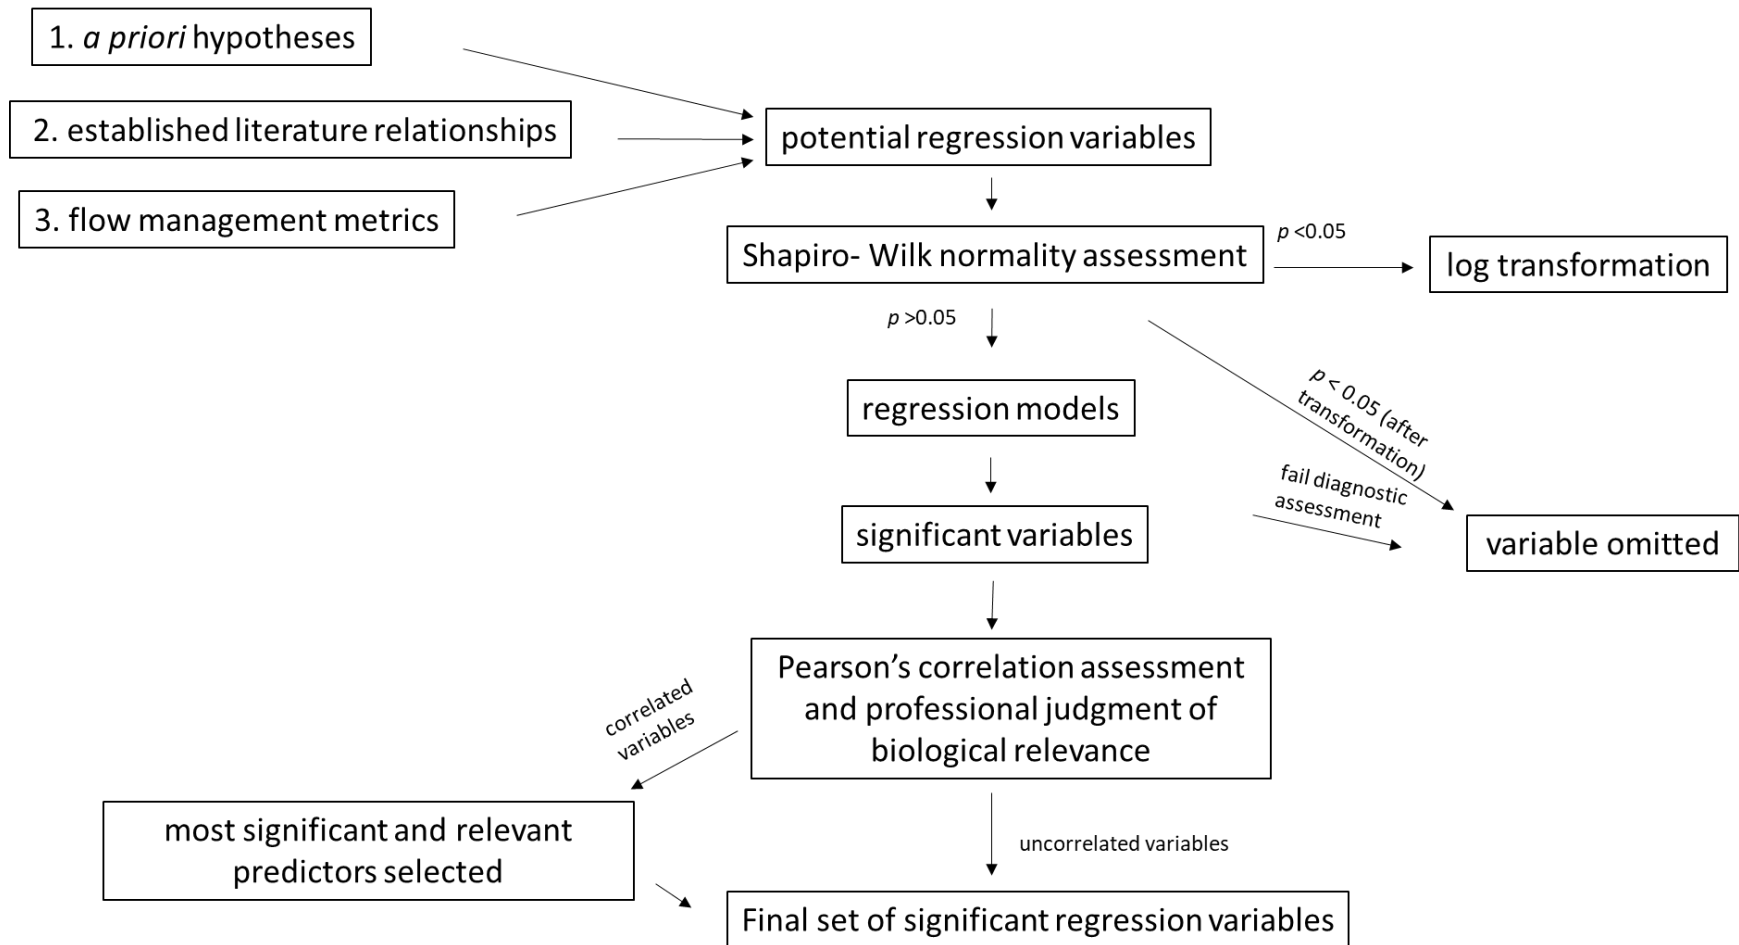 1. a priori hypotheses
2. established literature relationships
3. flow management metrics
potential regression variables
Shapiro- Wilk normality assessment
p <0.05
log transformation
p >0.05
regression models
p < 0.05 (after
transformation)
fail diagnostic
assessment
significant variables
variable omitted
Pearson’s correlation assessment
and professional judgment of
biological relevance
correlated
variables
most significant and relevant
predictors selected
uncorrelated variables
Final set of significant regression variables